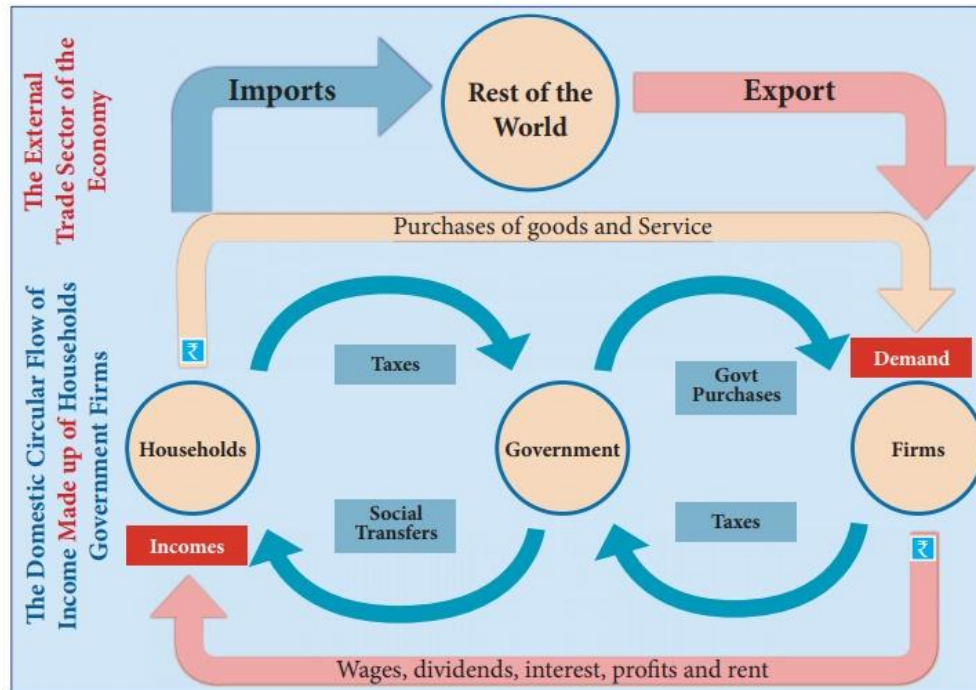 The External
Trade Sector of the
Economy
Imports
Rest of the
World
Export
Purchases of goods and Service
The Domestic Circular Flow of
Income Made up of Households
Government Firms
₹
Taxes
Govt
Purchases
Demand
Households
Government
Firms
Incomes
Social
Transfers
Taxes
₹
Wages, dividends, interest, profits and rent